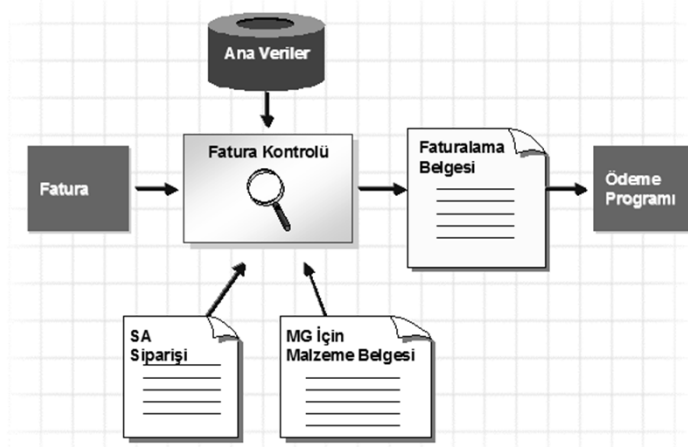 Ana Veriler
Fatura
Fatura Kontrolü
Faturalama
Belgesi
Ödeme
Programı
SA
Siparişi
MG İçin
Malzeme Belgesi